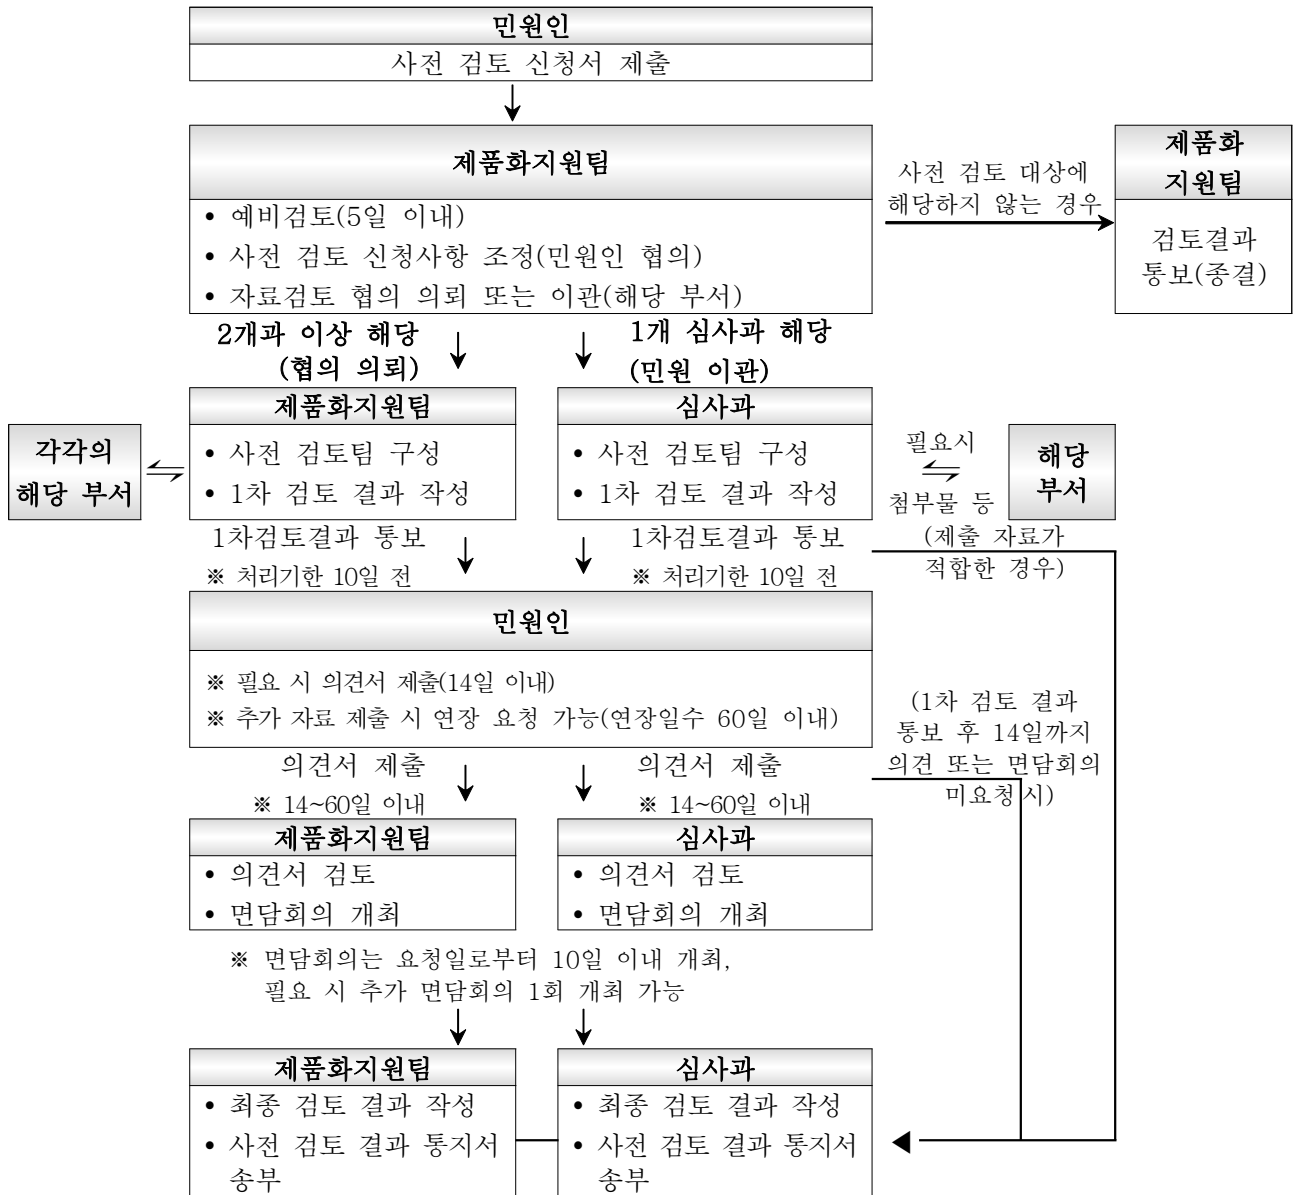 민원인
사전 검토 신청서 제출
제품화지원팀
• 예비검토(5일 이내)
• 사전 검토 신청사항 조정(민원인 협의)
• 자료검토 협의 의뢰 또는 이관(해당 부서)
사전 검토 대상에
해당하지 않는 경우
제품화
지원팀
검토결과
통보(종결)
2개과 이상 해당
(협의 의뢰)
1개 심사과 해당
(민원 이관)
각각의
해당 부서
제품화지원팀
• 사전 검토팀 구성
• 1차 검토 결과 작성
심사과
• 사전 검토팀 구성
• 1차 검토 결과 작성
필요시
첨부물 등
해당
부서
(제출 자료가
적합한 경우)
1차검토결과 통보
※ 처리기한 10일 전
1차검토결과 통보
※ 처리기한 10일 전
민원인
※ 필요 시 의견서 제출(14일 이내)
※ 추가 자료 제출 시 연장 요청 가능(연장일수 60일 이내)
(1차 검토 결과
통보 후 14일까지
의견 또는 면담회의
미요청 시)
의견서 제출
※ 14~60일 이내
의견서 제출
※ 14~60일 이내
제품화지원팀
• 의견서 검토
• 면담회의 개최
심사과
• 의견서 검토
• 면담회의 개최
※ 면담회의는 요청일로부터 10일 이내 개최,
필요 시 추가 면담회의 1회 개최 가능
제품화지원팀
• 최종 검토 결과 작성
• 사전 검토 결과 통지서
송부
심사과
• 최종 검토 결과 작성
• 사전 검토 결과 통지서
송부